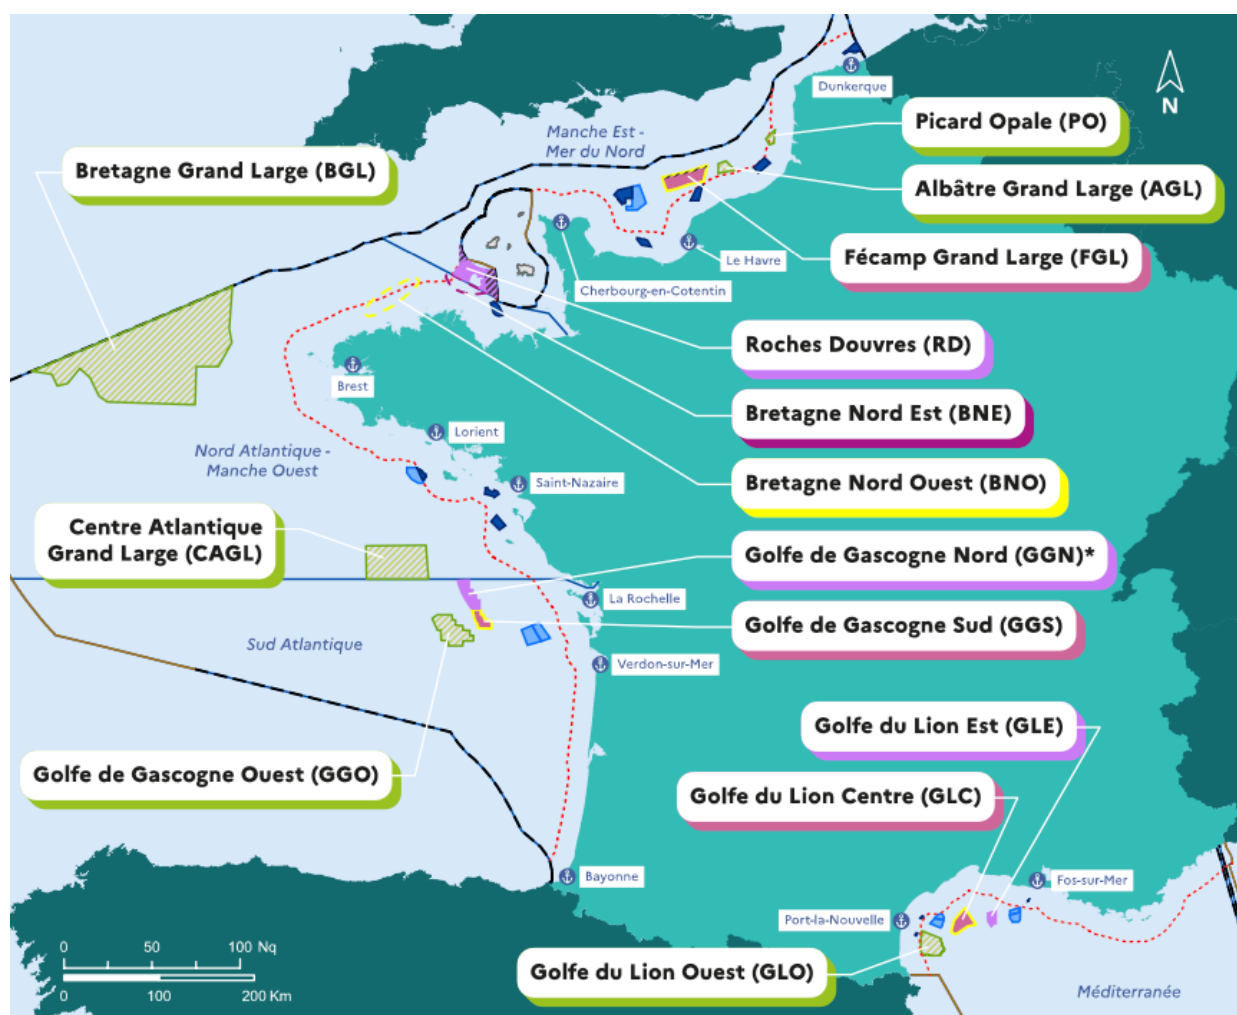 Dunkerque
N
Manche Est -
Mer du Nord
Picard Opale (PO)
Bretagne Grand Large (BGL)
Albâtre Grand Large (AGL)
Le Havre
Fécamp Grand Large (FGL)
Cherbourg-en-Cotentin
Roches Douvres (RD)
Brest
Bretagne Nord Est (BNE)
Lorient
Nord Atlantique -
Manche Ouest
Saint-Nazaire
Bretagne Nord Ouest (BNO)
Centre Atlantique
Grand Large (CAGL)
Golfe de Gascogne Nord (GGN)*
La Rochelle
Golfe de Gascogne Sud (GGS)
Sud Atlantique
Verdon-sur-Mer
Golfe du Lion Est (GLE)
Golfe de Gascogne Ouest (GGO)
Golfe du Lion Centre (GLC)
Bayonne
Fos-sur-Mer
Port-la-Nouvelle
0 50 100 Nq
0 100 200 Km
Golfe du Lion Ouest (GLO)
Méditerranée